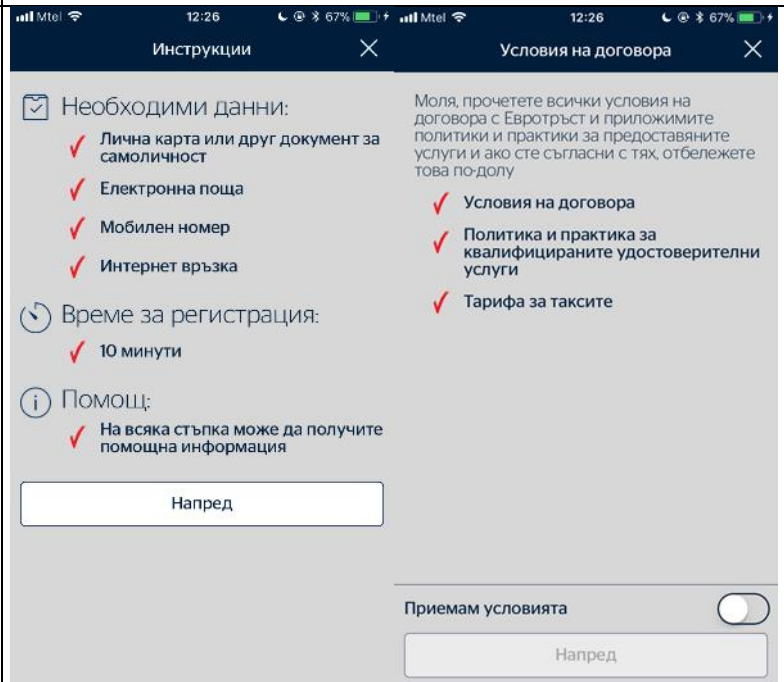 Mtel 12:26 67%
Инструкции
Необходими данни:
Лична карта или друг документ за
самоличност
Електронна поща
Мобилен номер
Интернет връзка
Време за регистрация:
10 минути
Помощ:
На всяка стъпка може да получите
помощна информация
Напред
Mtel 12:26 67%
Условия на договора
Моля, прочетете всички условия на
договора с Евротръст и приложимите
политики и практики за предоставяните
услуги и ако сте съгласни с тях, отбележете
това по-долу
Условия на договора
Политика и практика за
квалифицираните удостоверителни
услуги
Тарифа за таксите
Приемам условията
Напред